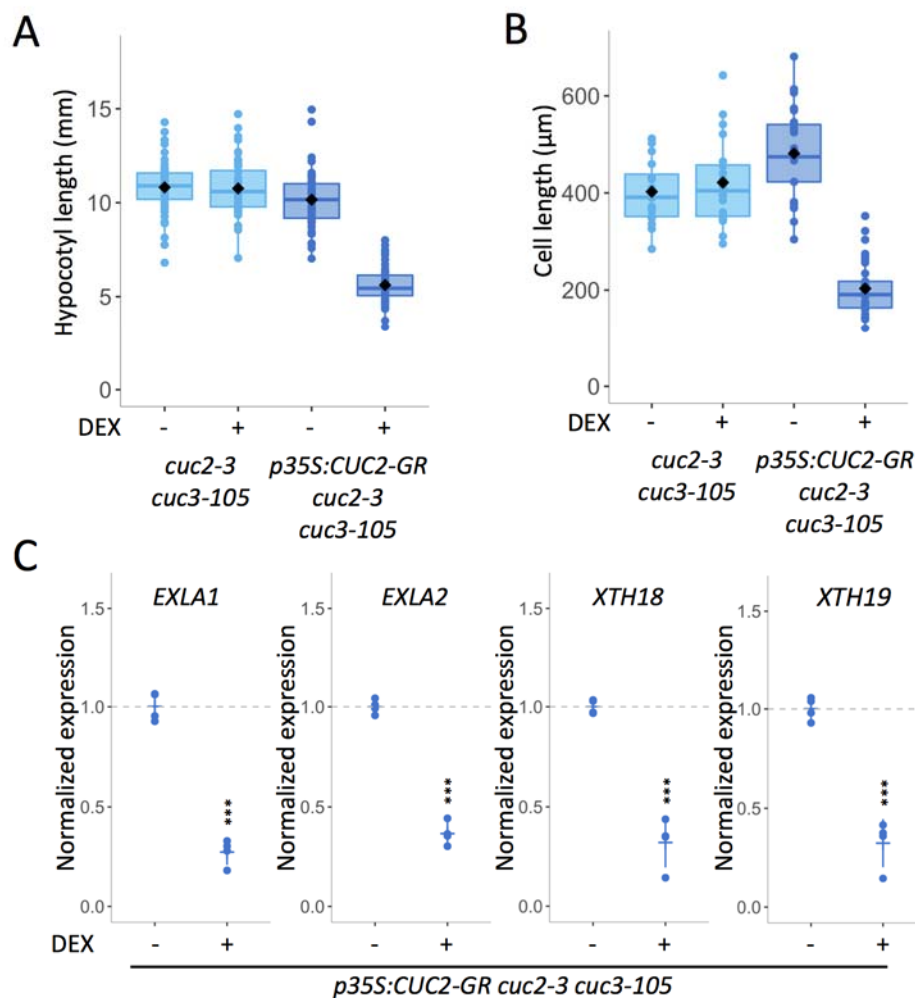 A
B
Hypocotyl length (mm)
15
10
5
0
Cell length (µm)
600
400
200
0
DEX - + - +
cuc2-3
cuc3-105
p35S:CUC2-GR
cuc2-3
cuc3-105
DEX - + - +
cuc2-3
cuc3-105
p35S:CUC2-GR
cuc2-3
cuc3-105
C
EXLA1
Normalized expression
1.5
1.0
0.5
0.0
***
EXLA2
Normalized expression
1.5
1.0
0.5
0.0
***
XTH18
Normalized expression
1.5
1.0
0.5
0.0
***
XTH19
Normalized expression
1.5
1.0
0.5
0.0
***
DEX - + - + - + - +
p35S:CUC2-GR cuc2-3 cuc3-105